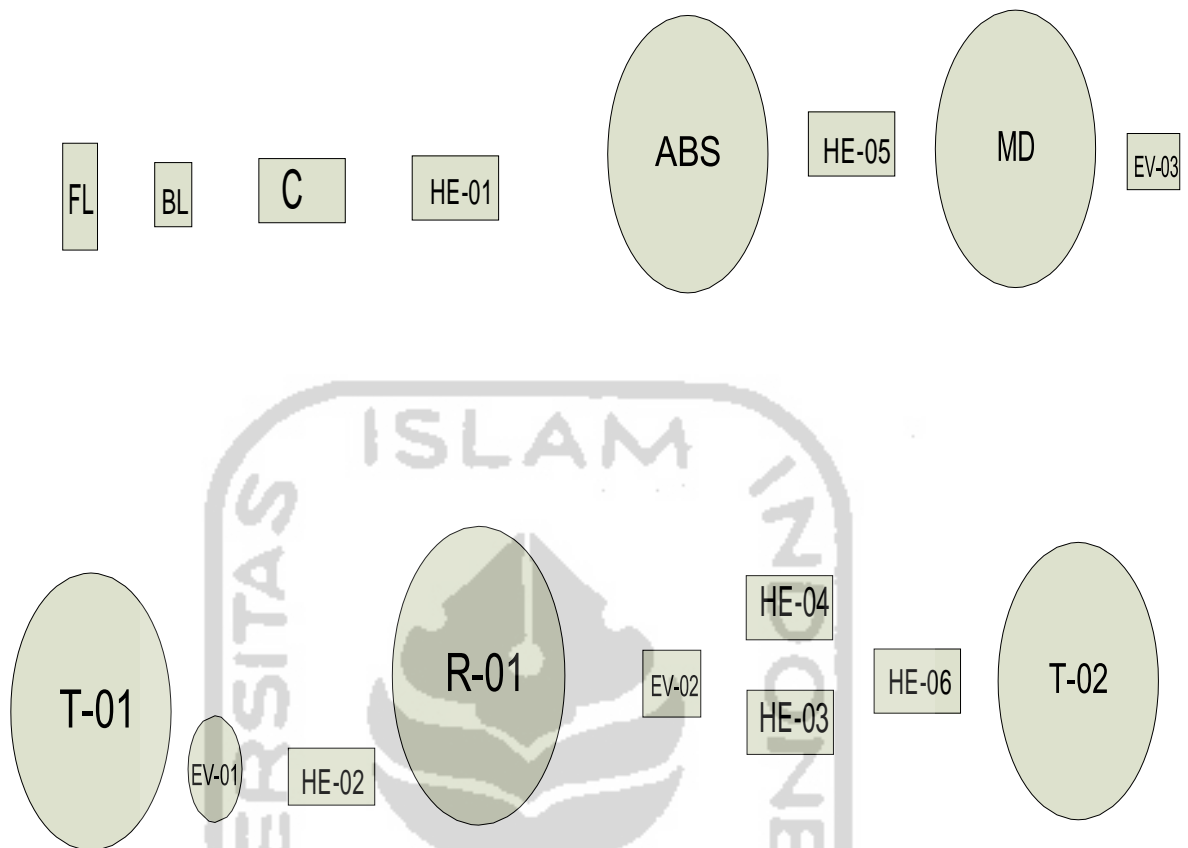 FL
BL
C
HE-01
ABS
HE-05
MD
EV-03
ISLAM
T-01
EV-01
HE-02
R-01
EV-02
HE-04
HE-03
HE-06
T-02